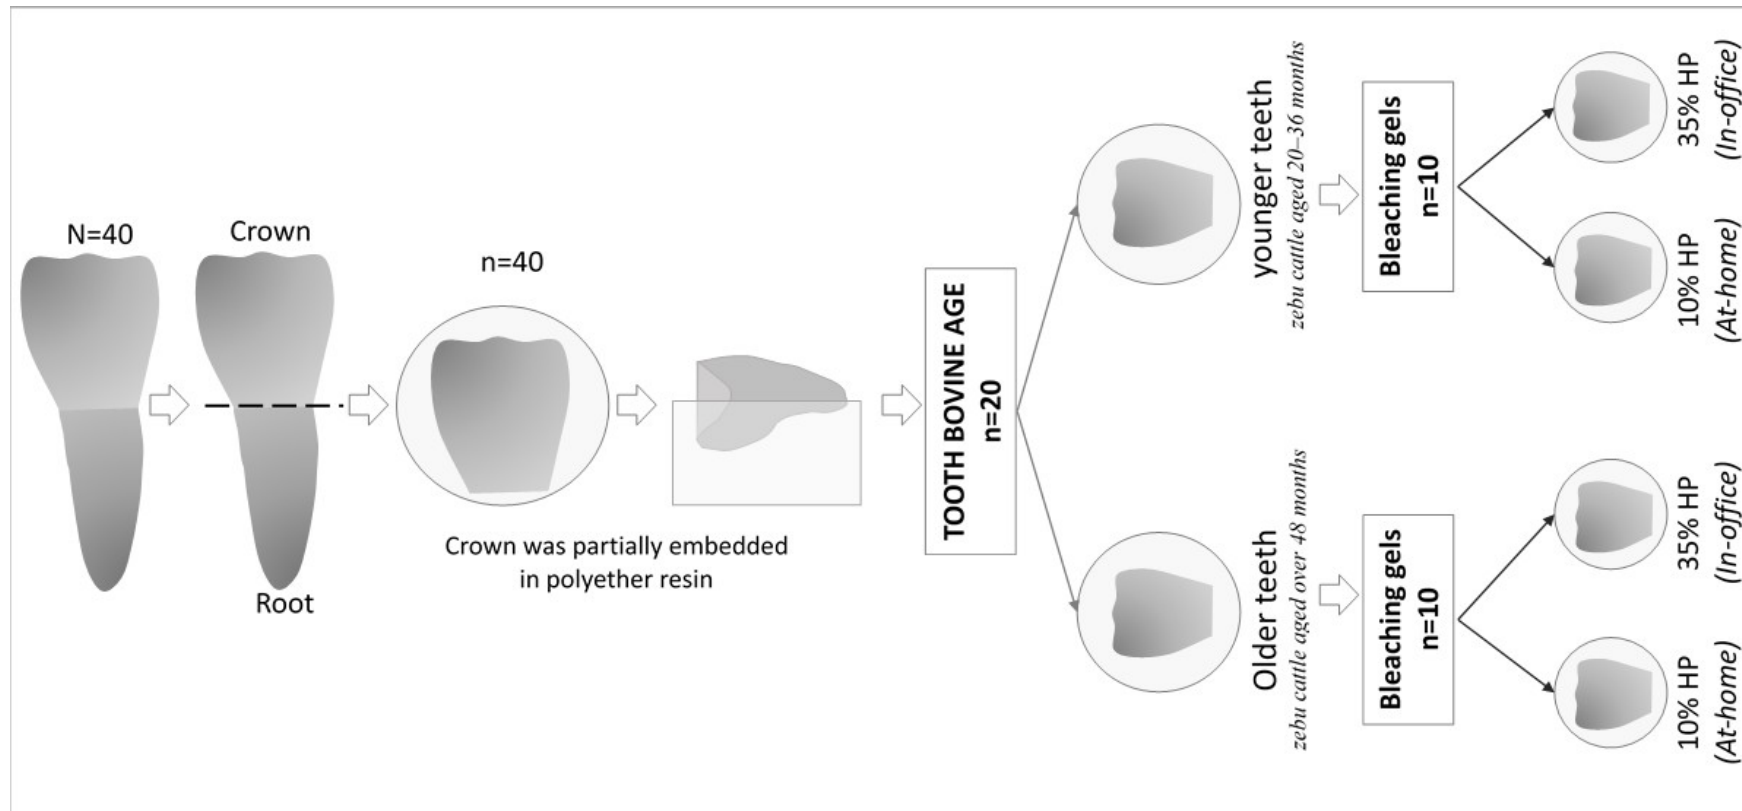 N=40
Crown
Root
n=40
Crown was partially embedded
in polyether resin
TOOTH BOVINE AGE
n=20
younger teeth
zebu cattle aged 20–36 months
Bleaching gels
n=10
35% HP
(In-office)
10% HP
(At-home)
Older teeth
zebu cattle aged over 48 months
Bleaching gels
n=10
35% HP
(In-office)
10% HP
(At-home)